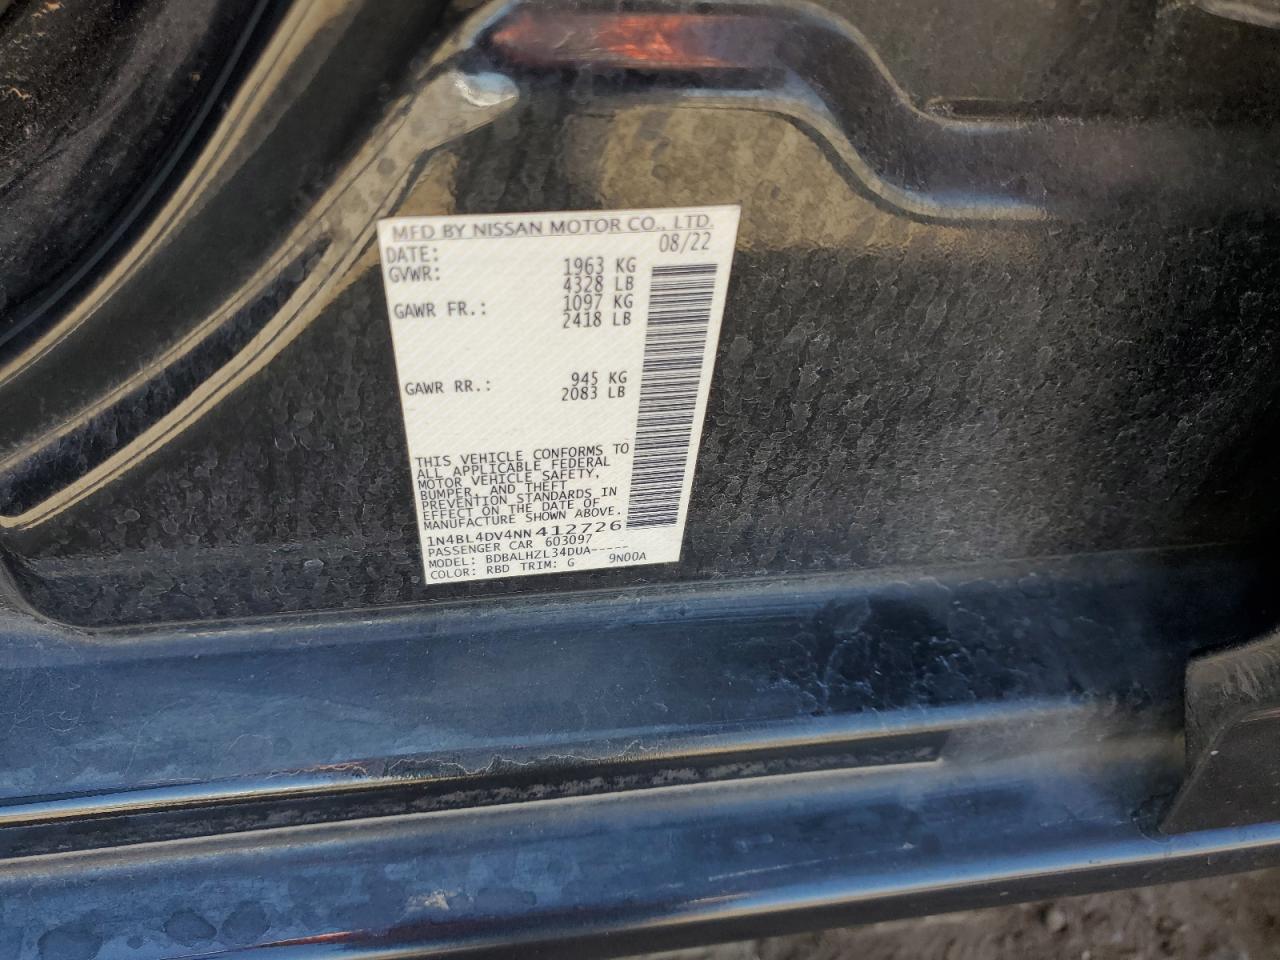 MFD BY NISSAN MOTOR CO., LTD.
DATE: 08/22
GVWR: 1963 KG
4328 LB
GAWR FR.: 1097 KG
2418 LB
GAWR RR.: 945 KG
2083 LB
THIS VEHICLE CONFORMS TO
ALL APPLICABLE FEDERAL
MOTOR VEHICLE SAFETY,
BUMPER, AND THEFT
PREVENTION STANDARDS IN
EFFECT ON THE DATE OF
MANUFACTURE SHOWN ABOVE.
1N4BL4DV4NN412726
PASSENGER CAR 603097
MODEL: BDBALHZL34DUA-----
COLOR: RBD TRIM: G 9N00A